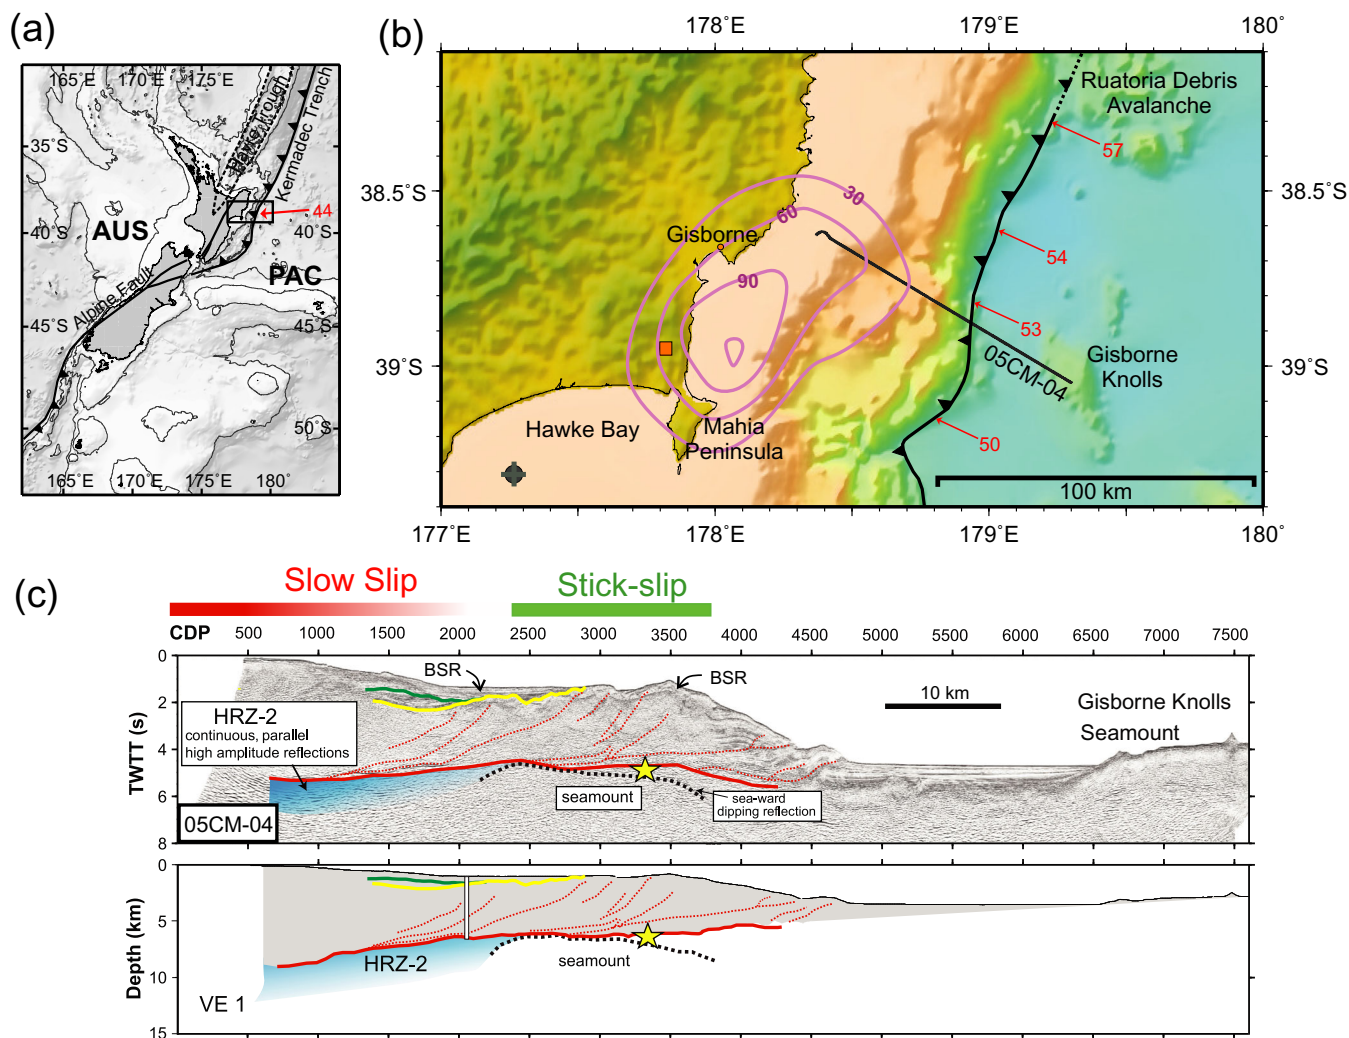 (a)
165°E
170°E
175°E
Havre Trough
Kermadec Trench
35°S
44
AUS
40°S
PAC
Alpine Fault
45°S
50°S
165°E
170°E
175°E
180°
(b)
178°E
179°E
180°
Ruatoria Debris
Avalanche
57
38.5°S
38.5°S
30
60
Gisborne
54
90
53
39°S
05CM-04
Gisborne
Knolls
39°S
Hawke Bay
Mahia
Peninsula
50
100 km
177°E
178°E
179°E
180°
(c)
Slow Slip
Stick-slip
CDP 500 1000 1500 2000 2500 3000 3500 4000 4500 5000 5500 6000 6500 7000 7500
0
2
4
6
8
TWTT (s)
BSR
BSR
10 km
Gisborne Knolls
Seamount
HRZ-2
continuous, parallel
high amplitude reflections
seamount
sea-ward
dipping reflection
05CM-04
0
5
10
15
Depth (km)
HRZ-2
seamount
VE 1